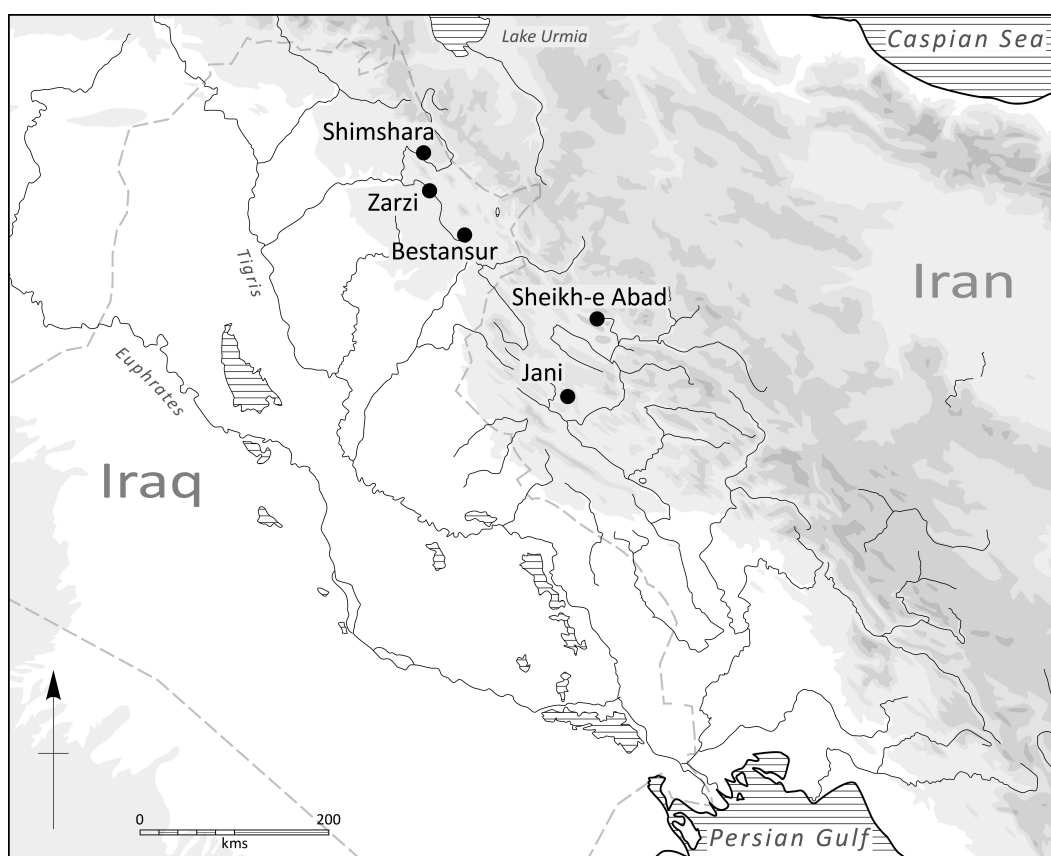 Lake Urmia
Caspian Sea
Shimshara
Zarzi
Bestansur
Tigris
Iran
Sheikh-e Abad
Euphrates
Jani
Iraq
0 200
kms
Persian Gulf